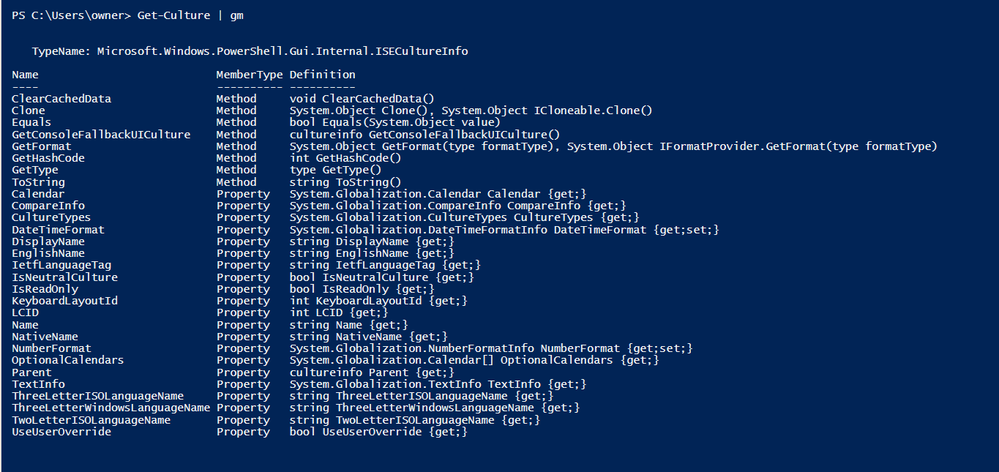 PS C:\Users\owner> Get-Culture | gm
TypeName: Microsoft.Windows.PowerShell.Gui.Internal.ISECultureInfo
Name MemberType Definition
---- ---------- ----------
ClearCachedData Method void ClearCachedData()
Clone Method System.Object Clone(), System.Object ICloneable.Clone()
Equals Method bool Equals(System.Object value)
GetConsoleFallbackUICulture Method cultureinfo GetConsoleFallbackUICulture()
GetFormat Method System.Object GetFormat(type formatType), System.Object IFormatProvider.GetFormat(type formatType)
GetHashCode Method int GetHashCode()
GetType Method type GetType()
ToString Method string ToString()
Calendar Property System.Globalization.Calendar Calendar {get;}
CompareInfo Property System.Globalization.CompareInfo CompareInfo {get;}
CultureTypes Property System.Globalization.CultureTypes CultureTypes {get;}
DateTimeFormat Property System.Globalization.DateTimeFormatInfo DateTimeFormat {get;set;}
DisplayName Property string DisplayName {get;}
EnglishName Property string EnglishName {get;}
IetfLanguageTag Property string IetfLanguageTag {get;}
IsNeutralCulture Property bool IsNeutralCulture {get;}
IsReadOnly Property bool IsReadOnly {get;}
KeyboardLayoutId Property int KeyboardLayoutId {get;}
LCID Property int LCID {get;}
Name Property string Name {get;}
NativeName Property string NativeName {get;}
NumberFormat Property System.Globalization.NumberFormatInfo NumberFormat {get;set;}
OptionalCalendars Property System.Globalization.Calendar[] OptionalCalendars {get;}
Parent Property cultureinfo Parent {get;}
TextInfo Property System.Globalization.TextInfo TextInfo {get;}
ThreeLetterISOLanguageName Property string ThreeLetterISOLanguageName {get;}
ThreeLetterWindowsLanguageName Property string ThreeLetterWindowsLanguageName {get;}
TwoLetterISOLanguageName Property string TwoLetterISOLanguageName {get;}
UseUserOverride Property bool UseUserOverride {get;}